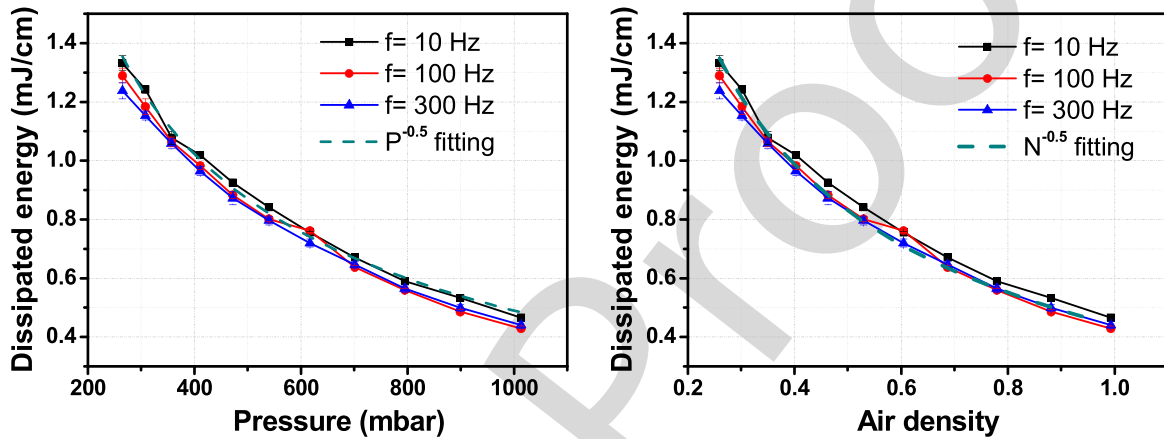 Dissipated energy (mJ/cm)
1.4
1.2
1.0
0.8
0.6
0.4
f= 10 Hz
f= 100 Hz
f= 300 Hz
P^-0.5 fitting
200 400 600 800 1000
Pressure (mbar)
Dissipated energy (mJ/cm)
1.4
1.2
1.0
0.8
0.6
0.4
f= 10 Hz
f= 100 Hz
f= 300 Hz
N^-0.5 fitting
0.2 0.4 0.6 0.8 1.0
Air density
Proo